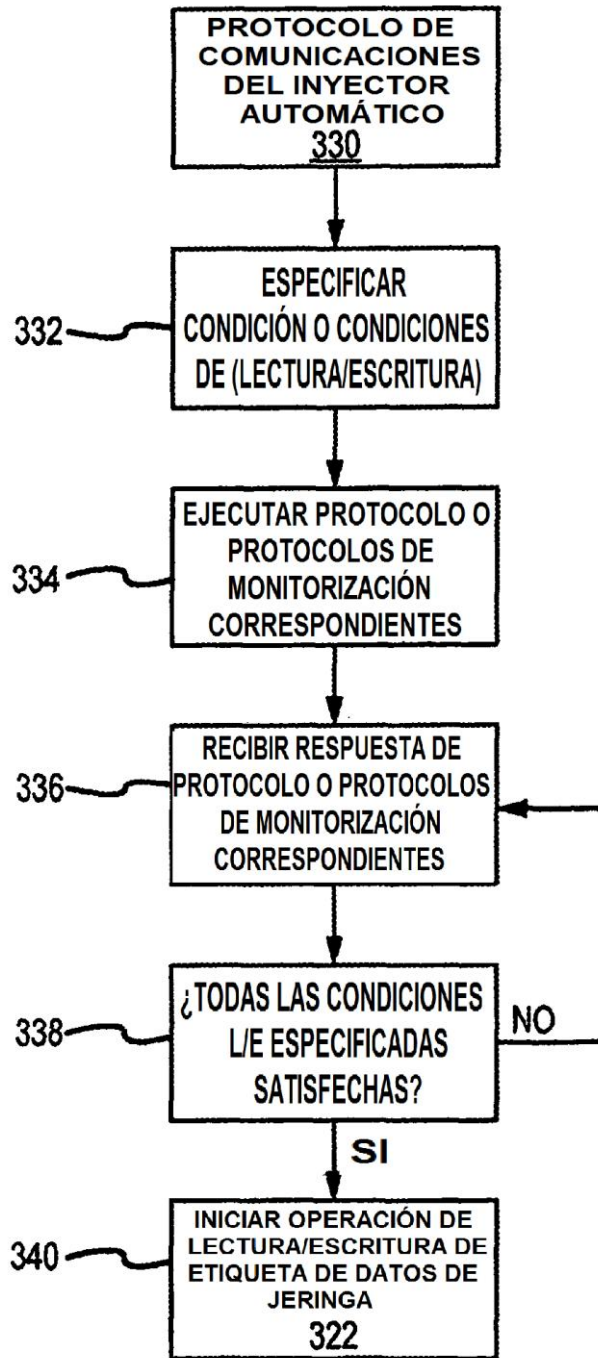 PROTOCOLO DE
COMUNICACIONES
DEL INYECTOR
AUTOMÁTICO
330
332
ESPECIFICAR
CONDICIÓN O CONDICIONES
DE (LECTURA/ESCRITURA)
334
EJECUTAR PROTOCOLO O
PROTOCOLOS DE
MONITORIZACIÓN
CORRESPONDIENTES
336
RECIBIR RESPUESTA DE
PROTOCOLO O PROTOCOLOS
DE MONITORIZACIÓN
CORRESPONDIENTES
338
¿TODAS LAS CONDICIONES
L/E ESPECIFICADAS
SATISFECHAS?
NO
SI
340
INICIAR OPERACIÓN DE
LECTURA/ESCRITURA DE
ETIQUETA DE DATOS DE
JERINGA
322